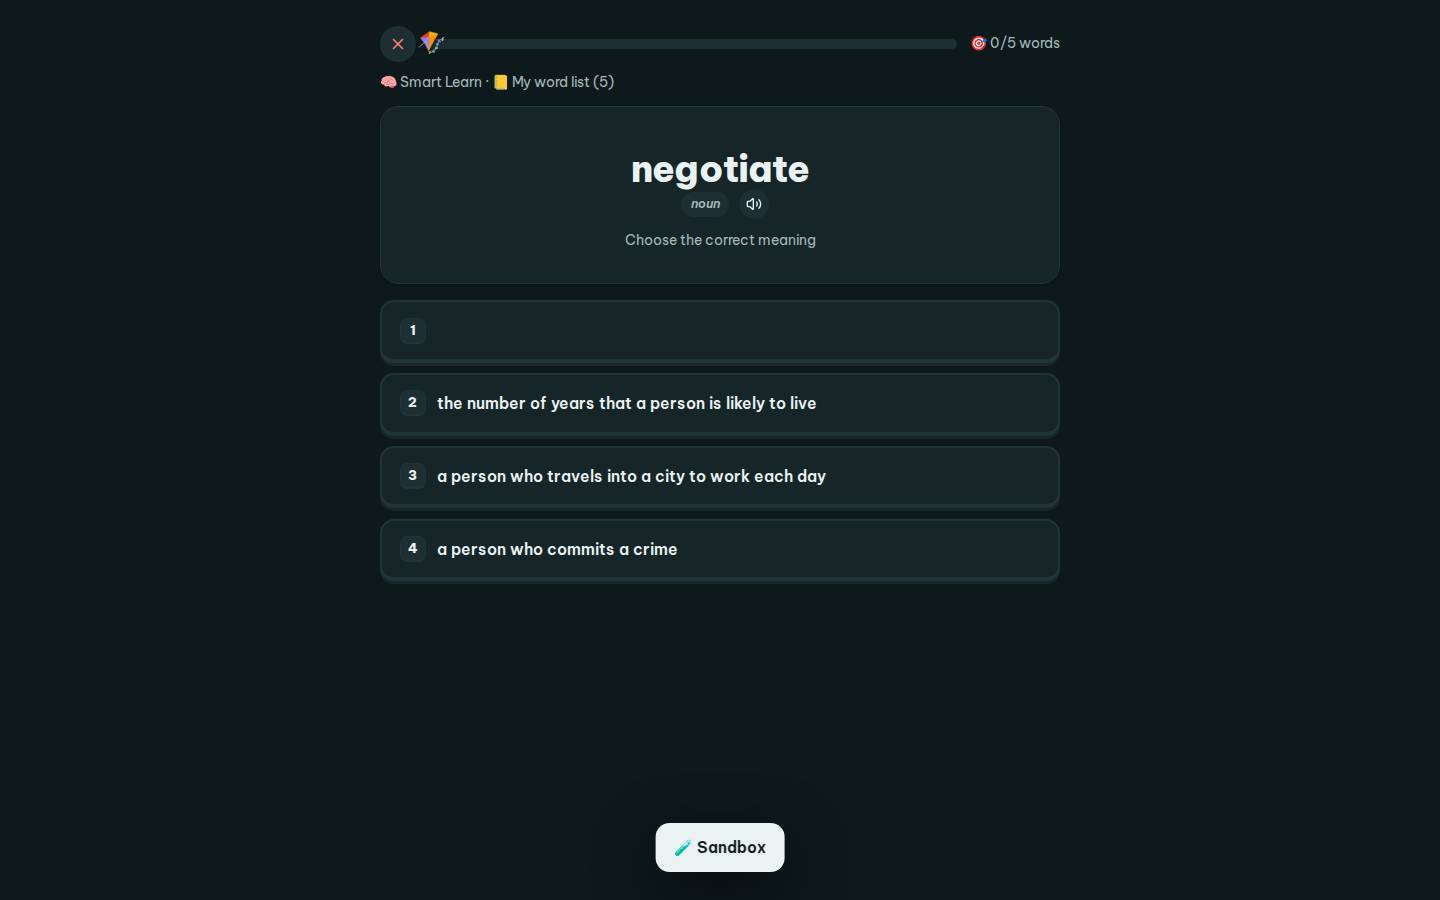 🎯 0/5 words
🧠 Smart Learn · 📒 My word list (5)
negotiate
noun
Choose the correct meaning
1
2 the number of years that a person is likely to live
3 a person who travels into a city to work each day
4 a person who commits a crime
🧪 Sandbox